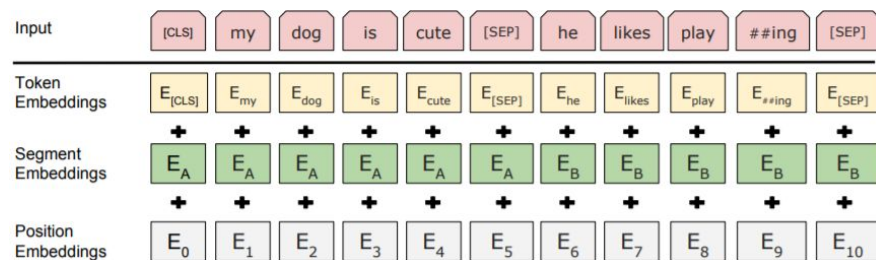 Input [CLS] my dog is cute [SEP] he likes play ##ing [SEP]
Token Embeddings E[CLS] Emy Edog Eis Ecute E[SEP] Ehe Elikes Eplay E##ing E[SEP]
+ + + + + + + + + + +
Segment Embeddings EA EA EA EA EA EA EB EB EB EB EB
+ + + + + + + + + + +
Position Embeddings E0 E1 E2 E3 E4 E5 E6 E7 E8 E9 E10